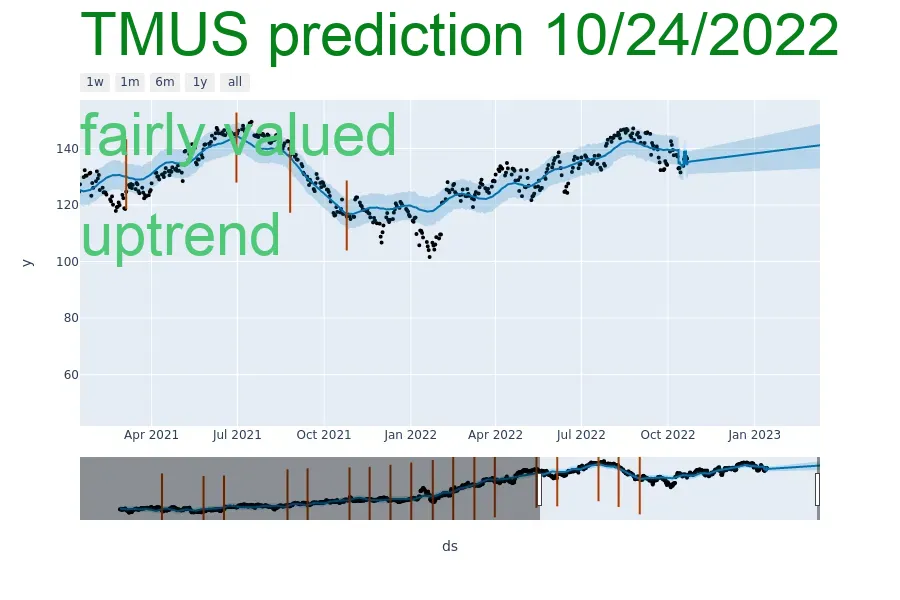 TMUS prediction 10/24/2022
1w 1m 6m 1y all
fairly valued
uptrend
y
140
120
100
80
60
Apr 2021 Jul 2021 Oct 2021 Jan 2022 Apr 2022 Jul 2022 Oct 2022 Jan 2023
ds